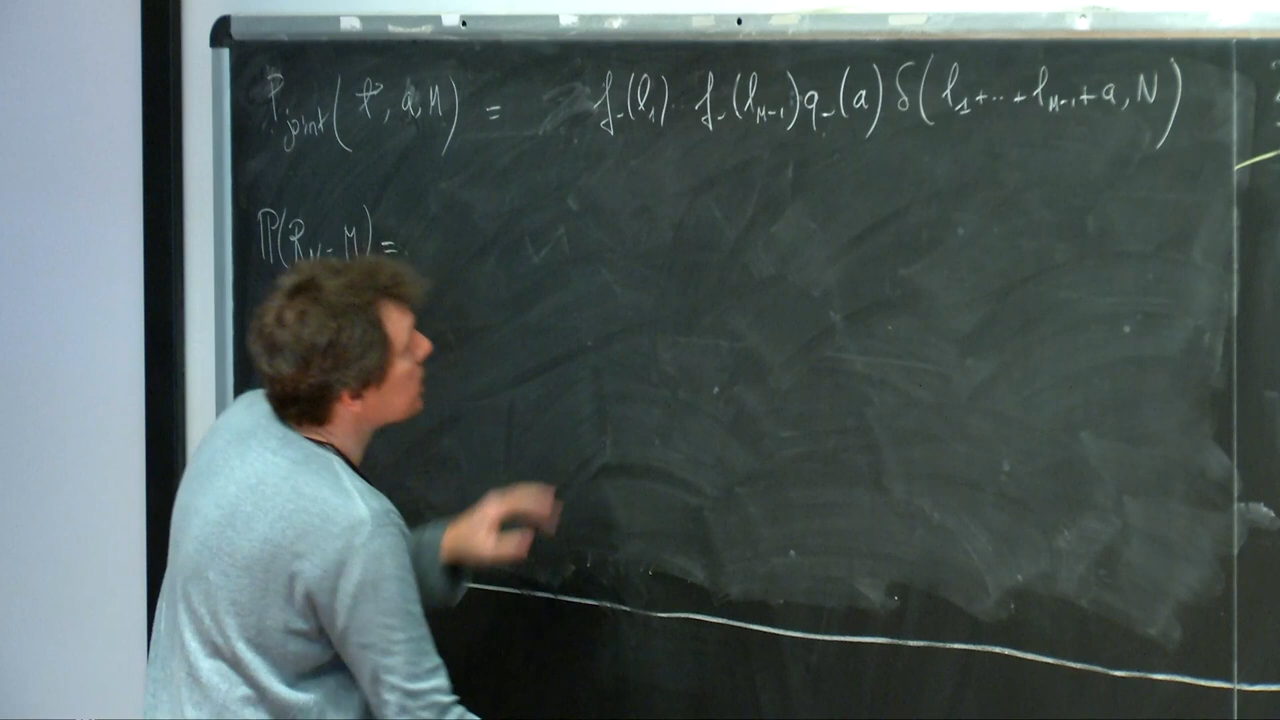 P_joint(ℓ⃗, a, M) = f_-(ℓ_1) .. f_-(ℓ_{M-1}) q_-(a) δ(ℓ_1+..+ℓ_{M-1}+a, N)
ℙ(R_N = M) =